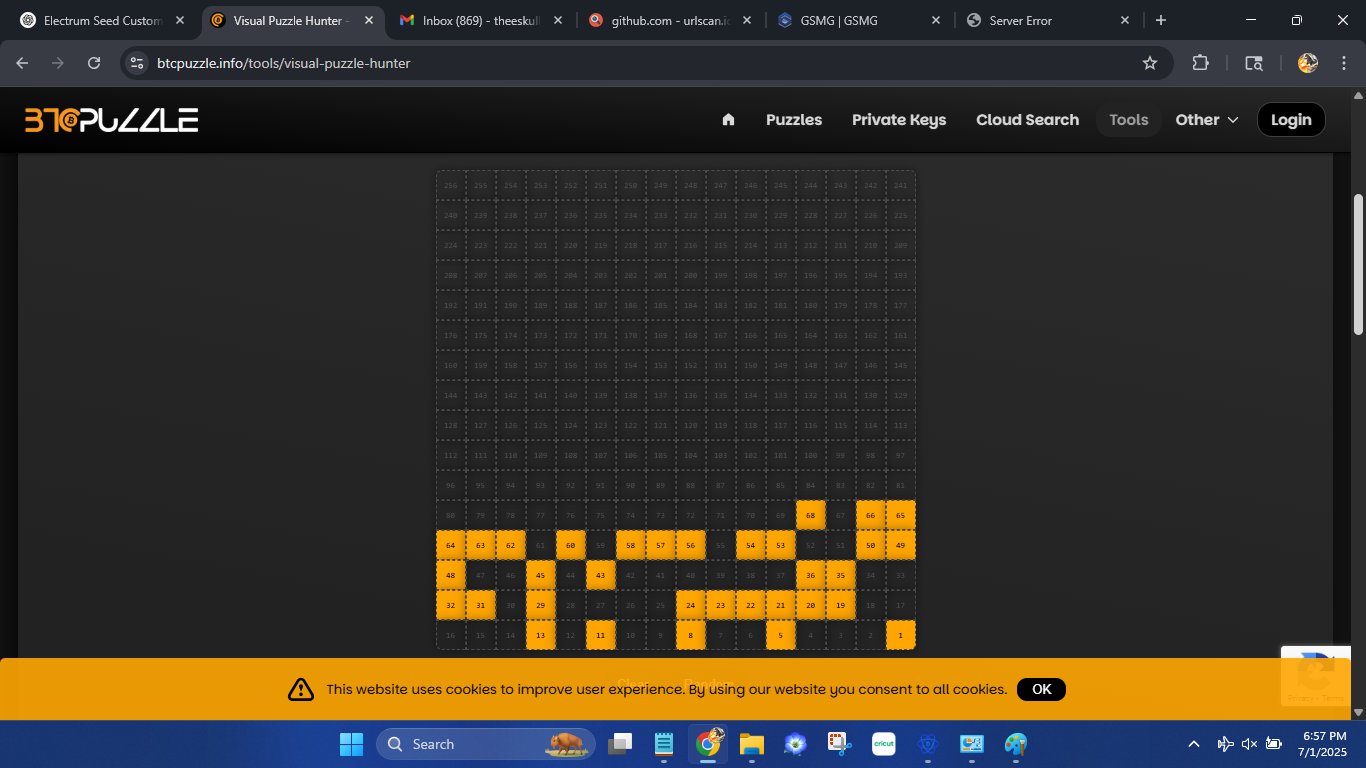 Electrum Seed Custom
Visual Puzzle Hunter -
Inbox (869) - theeskul
github.com - urlscan.io
GSMG | GSMG
Server Error
btcpuzzle.info/tools/visual-puzzle-hunter
BTCPUZZLE
Puzzles Private Keys Cloud Search Tools Other Login
256 255 254 253 252 251 250 249 248 247 246 245 244 243 242 241
240 239 238 237 236 235 234 233 232 231 230 229 228 227 226 225
224 223 222 221 220 219 218 217 216 215 214 213 212 211 210 209
208 207 206 205 204 203 202 201 200 199 198 197 196 195 194 193
192 191 190 189 188 187 186 185 184 183 182 181 180 179 178 177
176 175 174 173 172 171 170 169 168 167 166 165 164 163 162 161
160 159 158 157 156 155 154 153 152 151 150 149 148 147 146 145
144 143 142 141 140 139 138 137 136 135 134 133 132 131 130 129
128 127 126 125 124 123 122 121 120 119 118 117 116 115 114 113
112 111 110 109 108 107 106 105 104 103 102 101 100 99 98 97
96 95 94 93 92 91 90 89 88 87 86 85 84 83 82 81
80 79 78 77 76 75 74 73 72 71 70 69 68 67 66 65
64 63 62 61 60 59 58 57 56 55 54 53 52 51 50 49
48 47 46 45 44 43 42 41 40 39 38 37 36 35 34 33
32 31 30 29 28 27 26 25 24 23 22 21 20 19 18 17
16 15 14 13 12 11 10 9 8 7 6 5 4 3 2 1
Clear Random
This website uses cookies to improve user experience. By using our website you consent to all cookies. OK
Privacy - Terms
Search
cricut
6:57 PM
7/1/2025